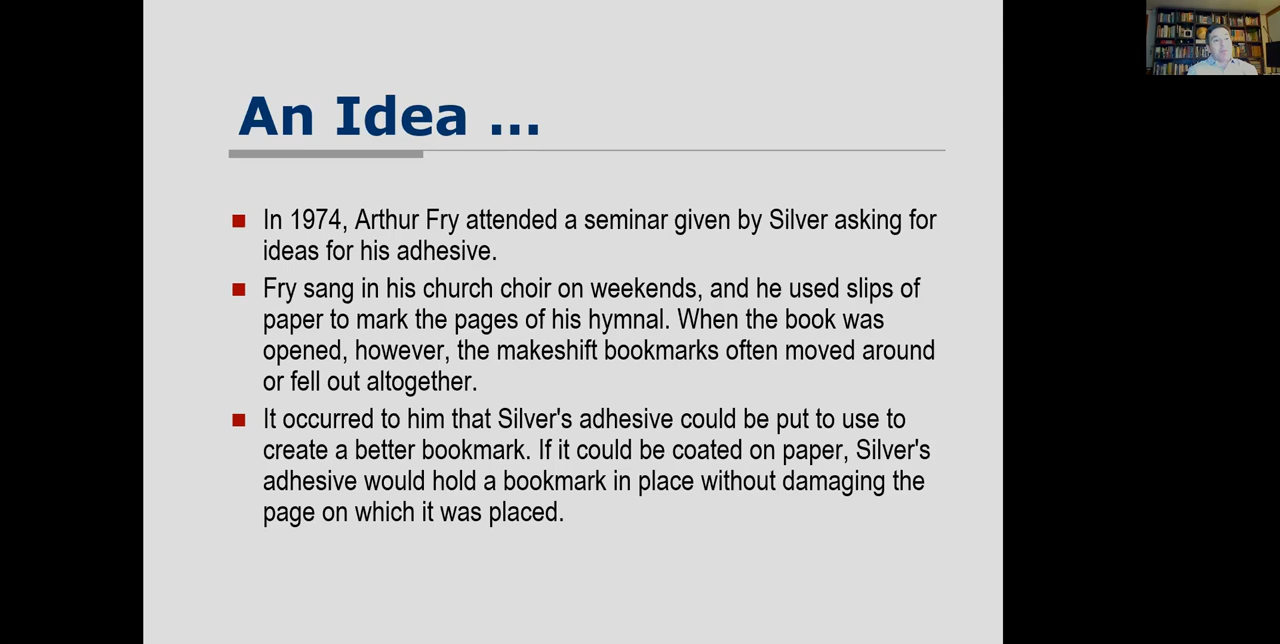 An Idea ...
In 1974, Arthur Fry attended a seminar given by Silver asking for
ideas for his adhesive.
Fry sang in his church choir on weekends, and he used slips of
paper to mark the pages of his hymnal. When the book was
opened, however, the makeshift bookmarks often moved around
or fell out altogether.
It occurred to him that Silver's adhesive could be put to use to
create a better bookmark. If it could be coated on paper, Silver's
adhesive would hold a bookmark in place without damaging the
page on which it was placed.